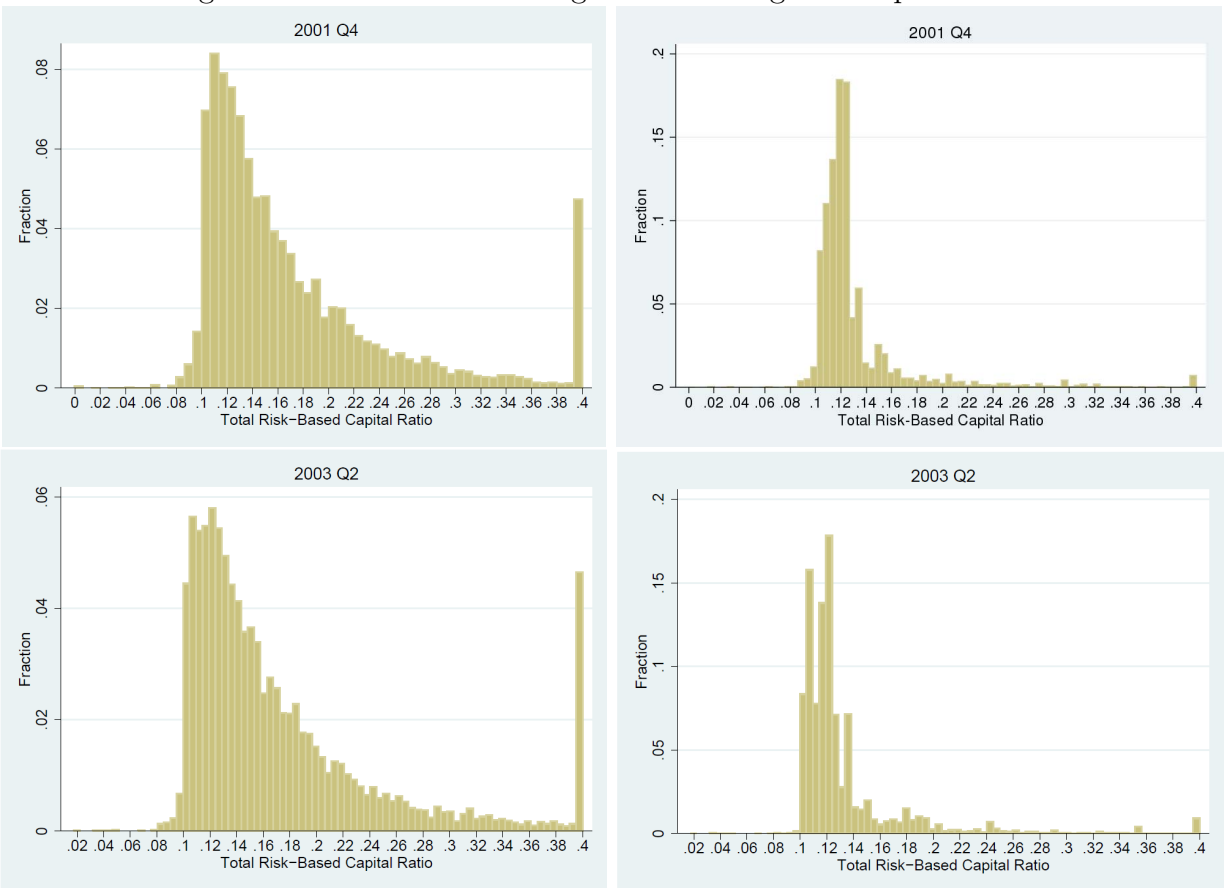 2001 Q4
Fraction
.08
.06
.04
.02
0
0 .02 .04 .06 .08 .1 .12 .14 .16 .18 .2 .22 .24 .26 .28 .3 .32 .34 .36 .38 .4
Total Risk−Based Capital Ratio
2001 Q4
Fraction
.2
.15
.1
.05
0
0 .02 .04 .06 .08 .1 .12 .14 .16 .18 .2 .22 .24 .26 .28 .3 .32 .34 .36 .38 .4
Total Risk-Based Capital Ratio
2003 Q2
Fraction
.06
.04
.02
0
.02 .04 .06 .08 .1 .12 .14 .16 .18 .2 .22 .24 .26 .28 .3 .32 .34 .36 .38 .4
Total Risk−Based Capital Ratio
2003 Q2
Fraction
.2
.15
.1
.05
0
.02 .04 .06 .08 .1 .12 .14 .16 .18 .2 .22 .24 .26 .28 .3 .32 .34 .36 .38 .4
Total Risk−Based Capital Ratio